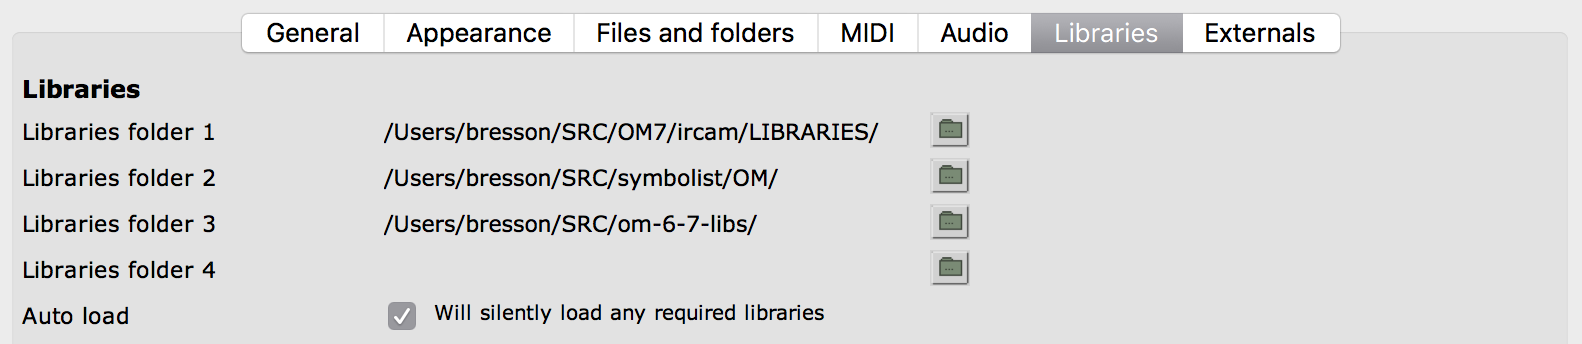 General Appearance Files and folders MIDI Audio Libraries Externals
Libraries
Libraries folder 1 /Users/bresson/SRC/OM7/ircam/LIBRARIES/
Libraries folder 2 /Users/bresson/SRC/symbolist/OM/
Libraries folder 3 /Users/bresson/SRC/om-6-7-libs/
Libraries folder 4
Auto load Will silently load any required libraries